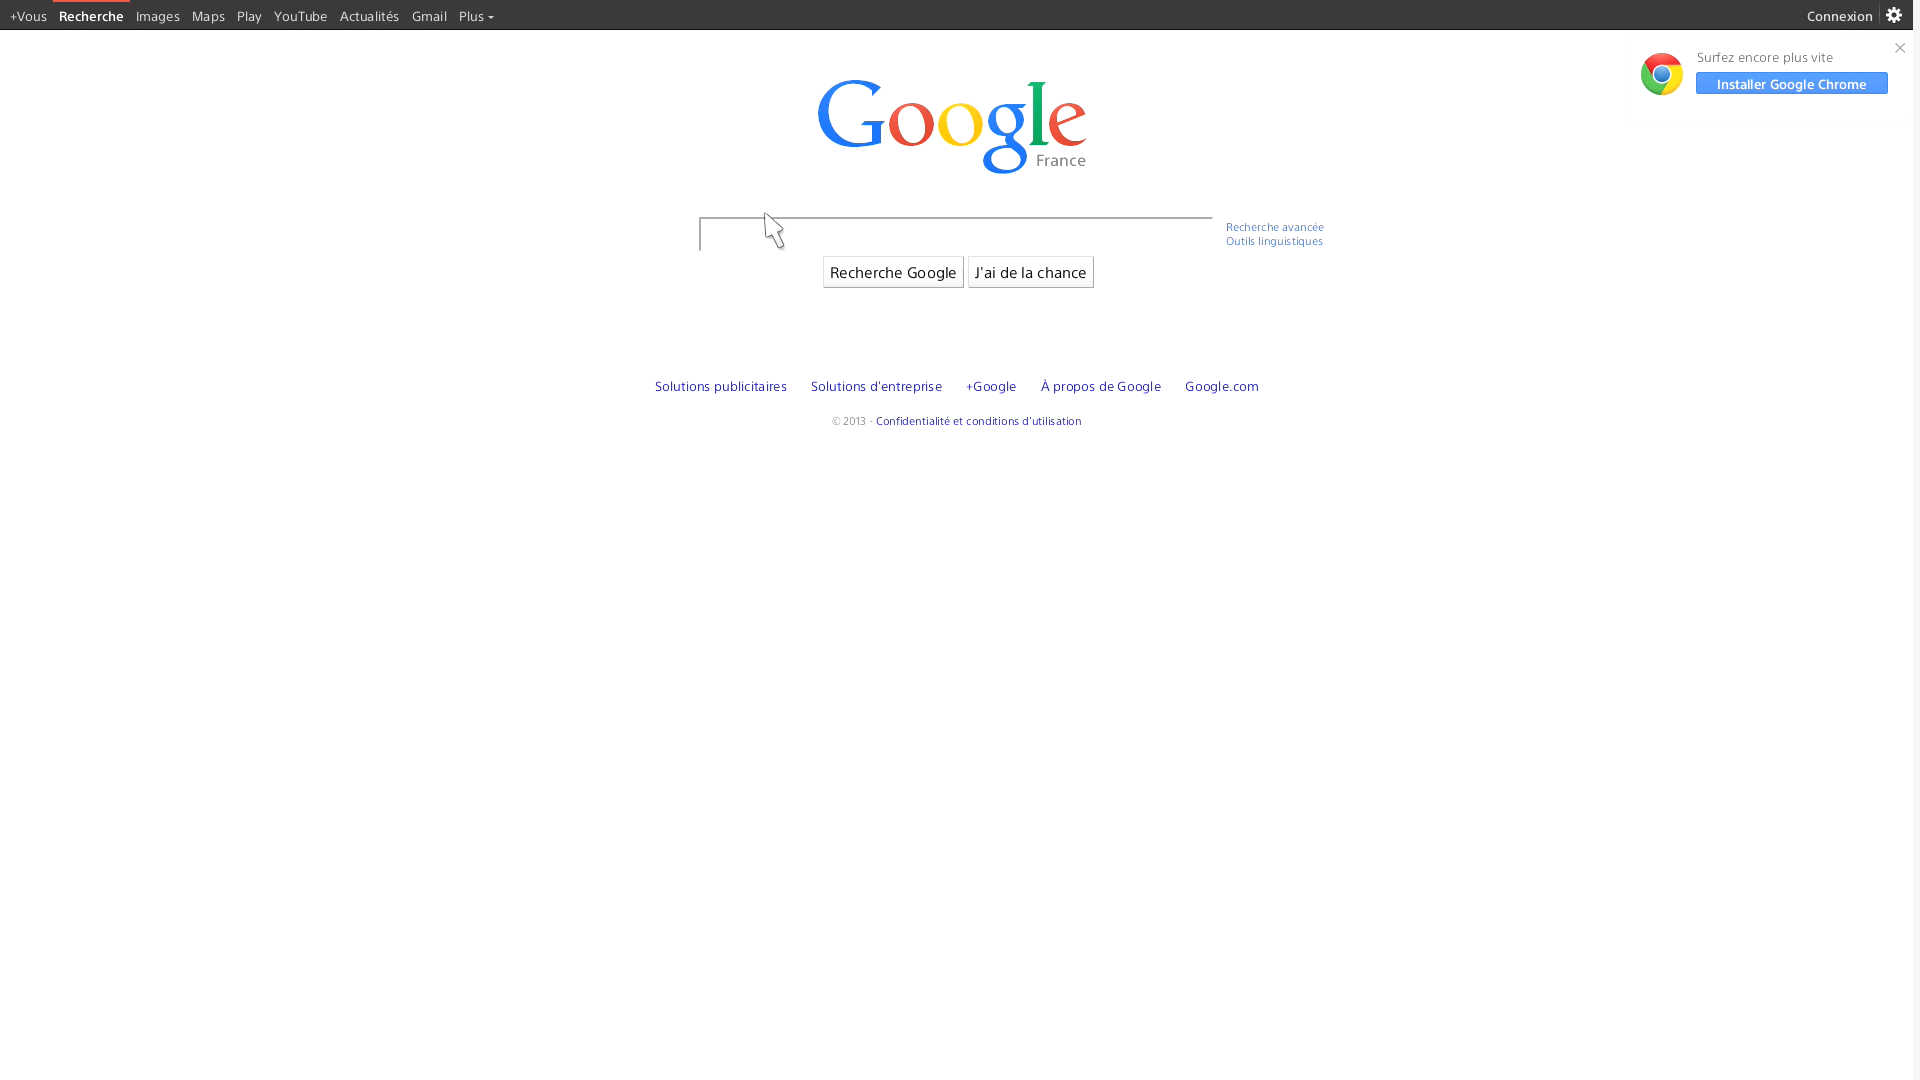 +Vous Recherche Images Maps Play YouTube Actualités Gmail Plus Connexion
Surfez encore plus vite
Installer Google Chrome
Google
France
Recherche avancée
Outils linguistiques
Recherche Google J'ai de la chance
Solutions publicitaires Solutions d'entreprise +Google À propos de Google Google.com
© 2013 - Confidentialité et conditions d'utilisation